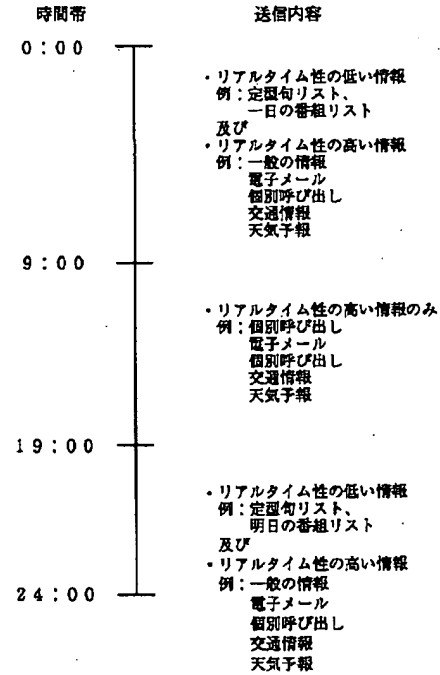 時間帯 送信内容
0:00
・リアルタイム性の低い情報
例:定型句リスト、
一日の番組リスト
及び
・リアルタイム性の高い情報
例:一般の情報
電子メール
個別呼び出し
交通情報
天気予報
9:00
・リアルタイム性の高い情報のみ
例:個別呼び出し
電子メール
個別呼び出し
交通情報
天気予報
19:00
・リアルタイム性の低い情報
例:定型句リスト、
明日の番組リスト
及び
・リアルタイム性の高い情報
24:00 例:一般の情報
電子メール
個別呼び出し
交通情報
天気予報